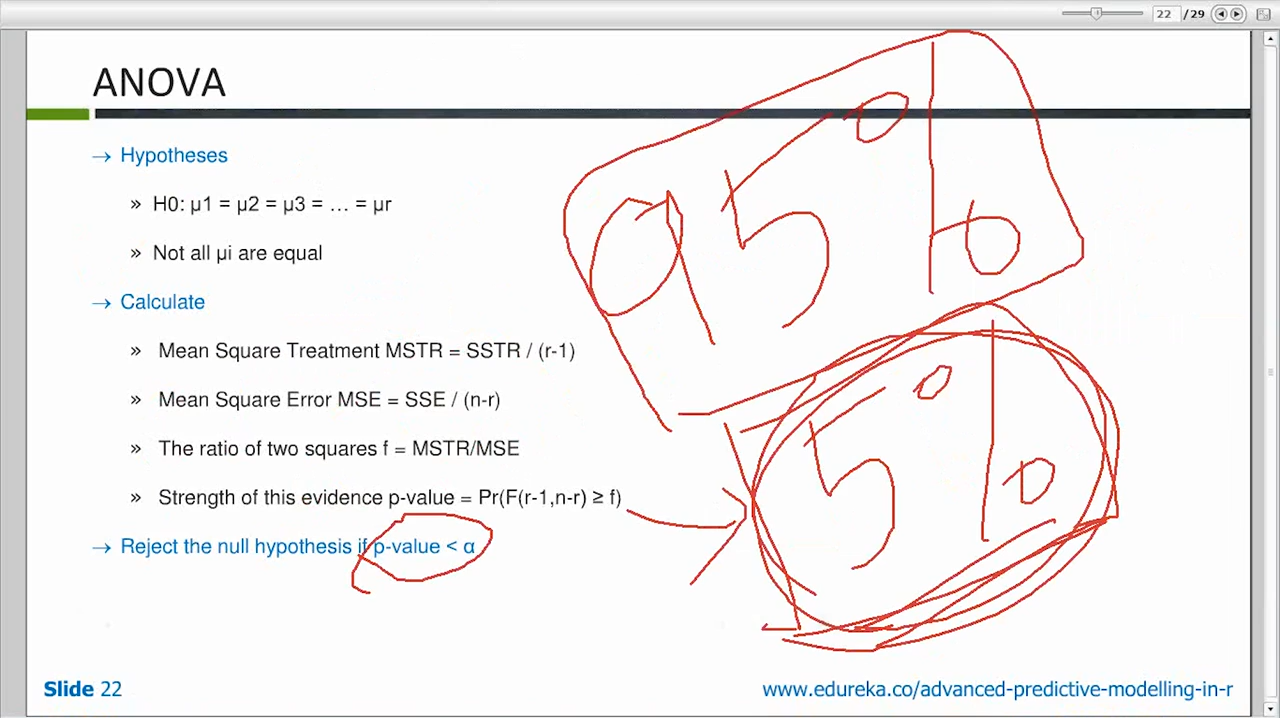 22 / 29
ANOVA
→ Hypotheses
» H0: µ1 = µ2 = µ3 = … = µr
» Not all µi are equal
→ Calculate
» Mean Square Treatment MSTR = SSTR / (r-1)
» Mean Square Error MSE = SSE / (n-r)
» The ratio of two squares f = MSTR/MSE
» Strength of this evidence p-value = Pr(F(r-1,n-r) ≥ f)
→ Reject the null hypothesis if p-value < α
95%
5%
Slide 22
www.edureka.co/advanced-predictive-modelling-in-r